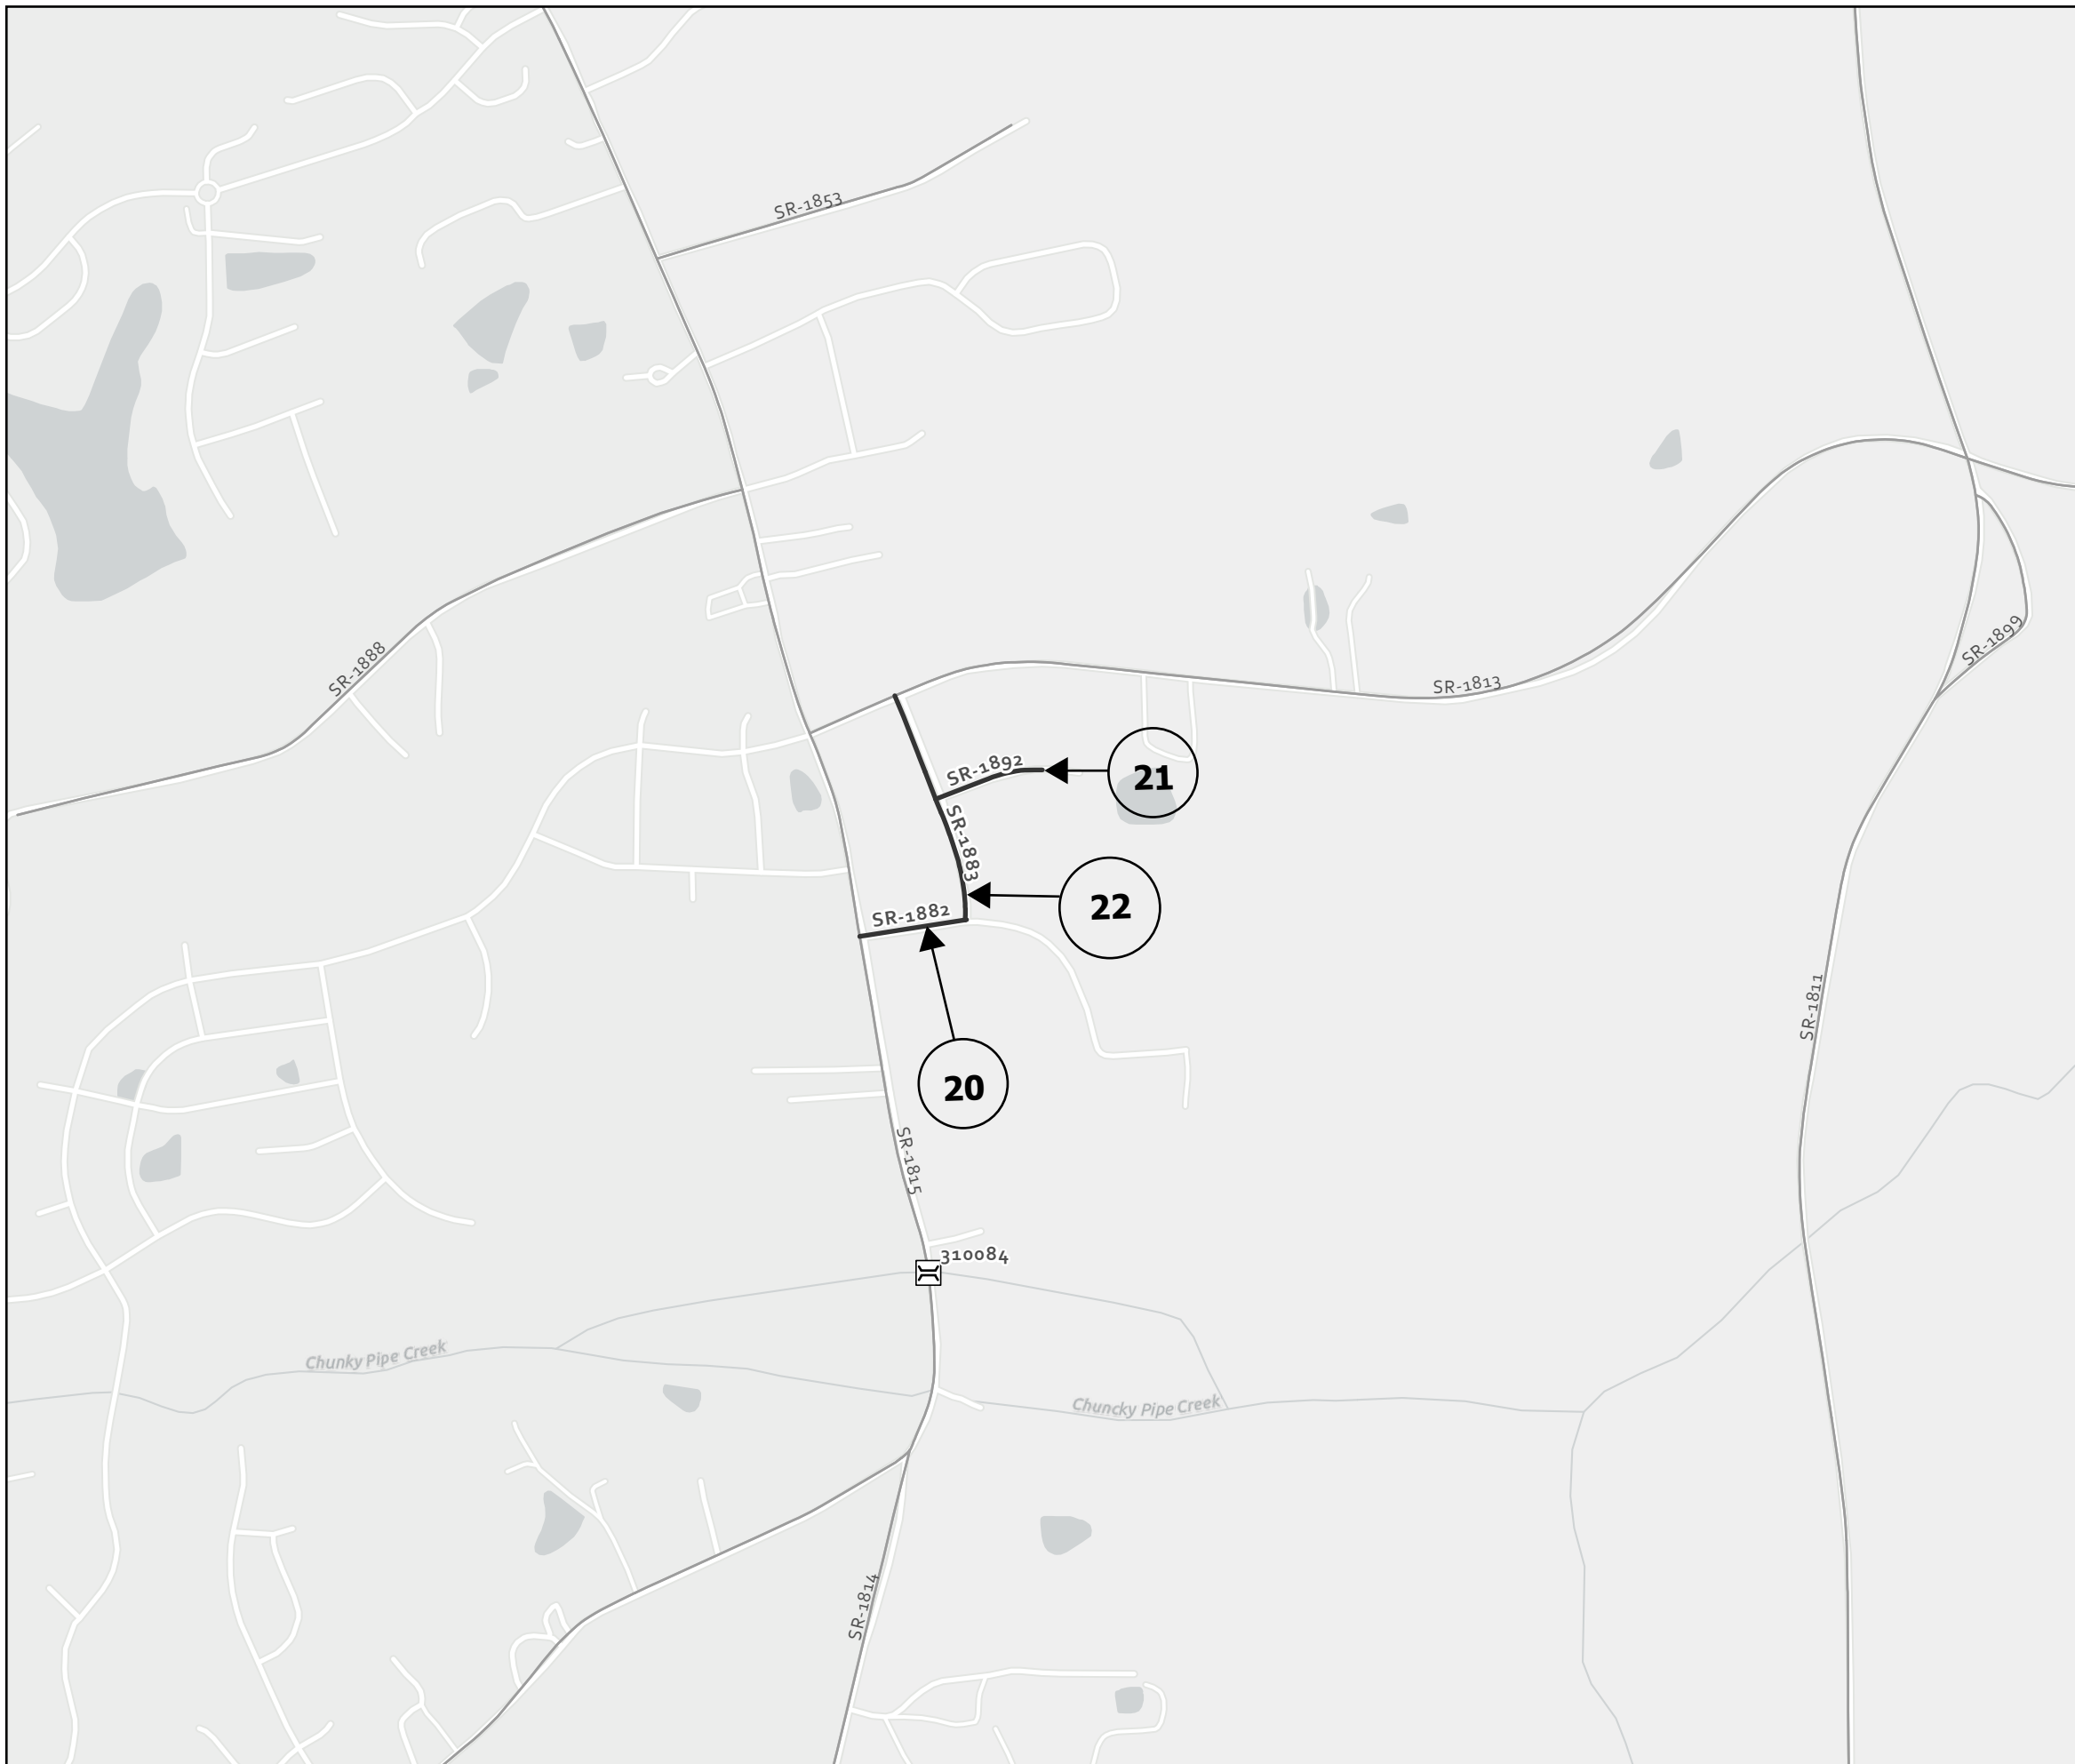 SR-1853
SR-1888
SR-1899
SR-1813
SR-1892
21
SR-1883
22
SR-1882
SR-1811
20
SR-1815
310084
Chunky Pipe Creek
Chuncky Pipe Creek
SR-1814